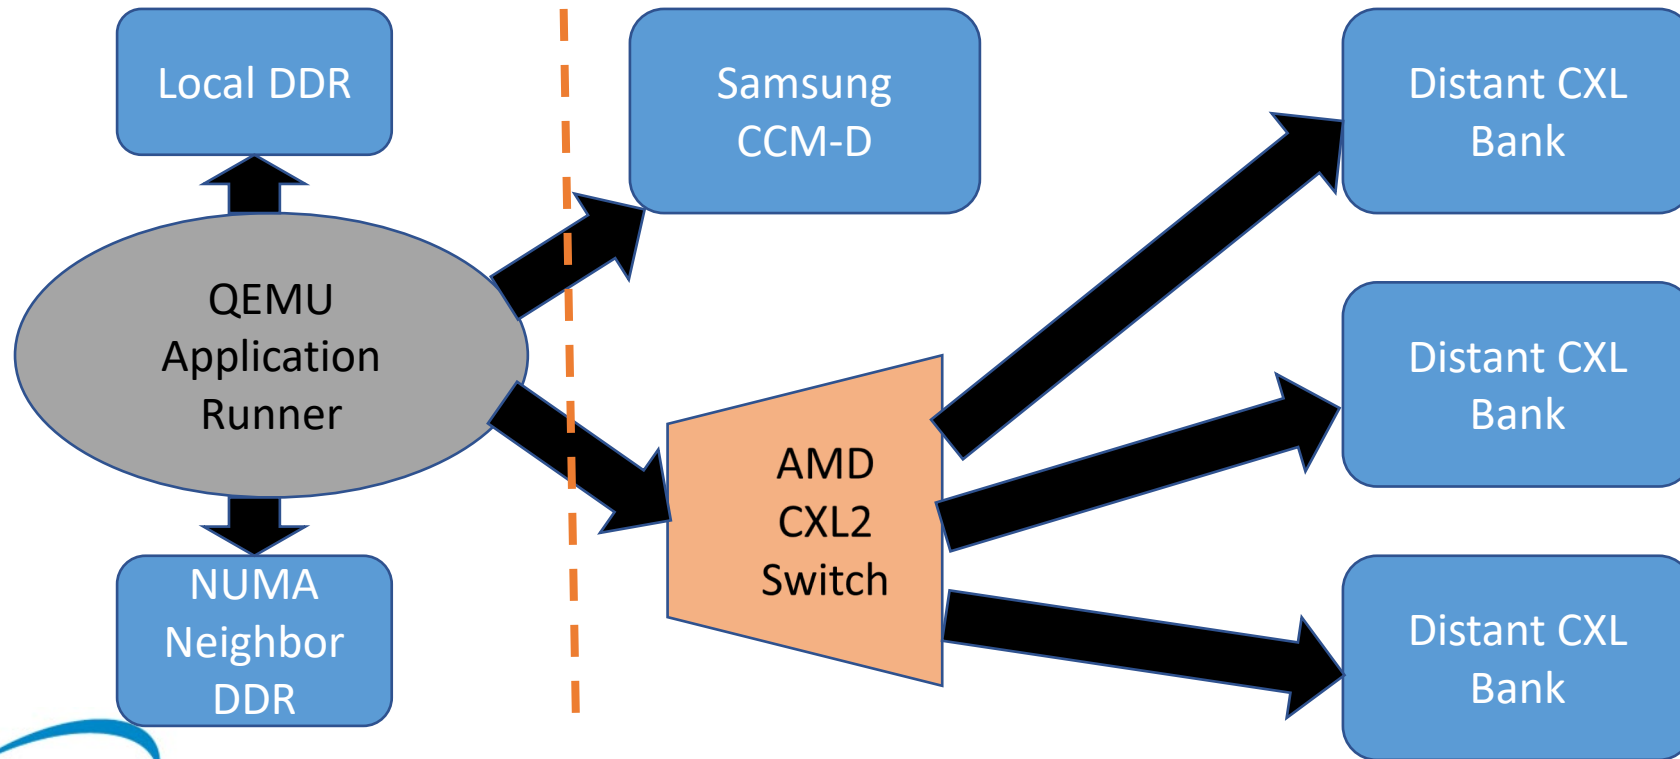 Local DDR
Samsung
CCM-D
Distant CXL
Bank
QEMU
Application
Runner
Distant CXL
Bank
AMD
CXL2
Switch
NUMA
Neighbor
DDR
Distant CXL
Bank